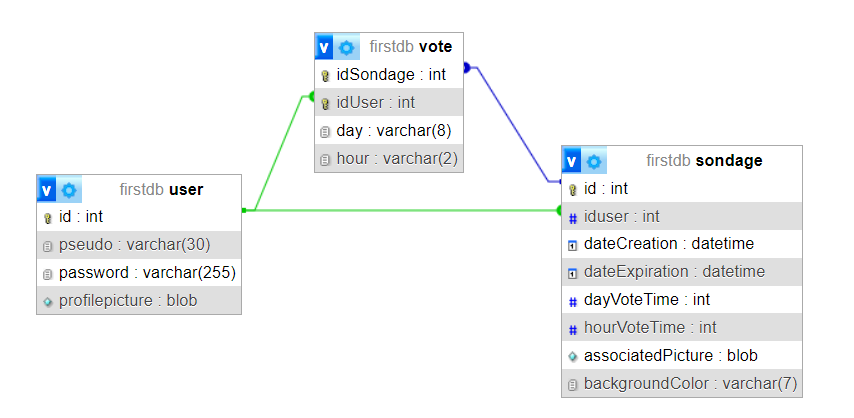 v firstdb vote
idSondage : int
idUser : int
day : varchar(8)
hour : varchar(2)
v firstdb sondage
id : int
# iduser : int
dateCreation : datetime
dateExpiration : datetime
# dayVoteTime : int
# hourVoteTime : int
associatedPicture : blob
backgroundColor : varchar(7)
v firstdb user
id : int
pseudo : varchar(30)
password : varchar(255)
profilepicture : blob